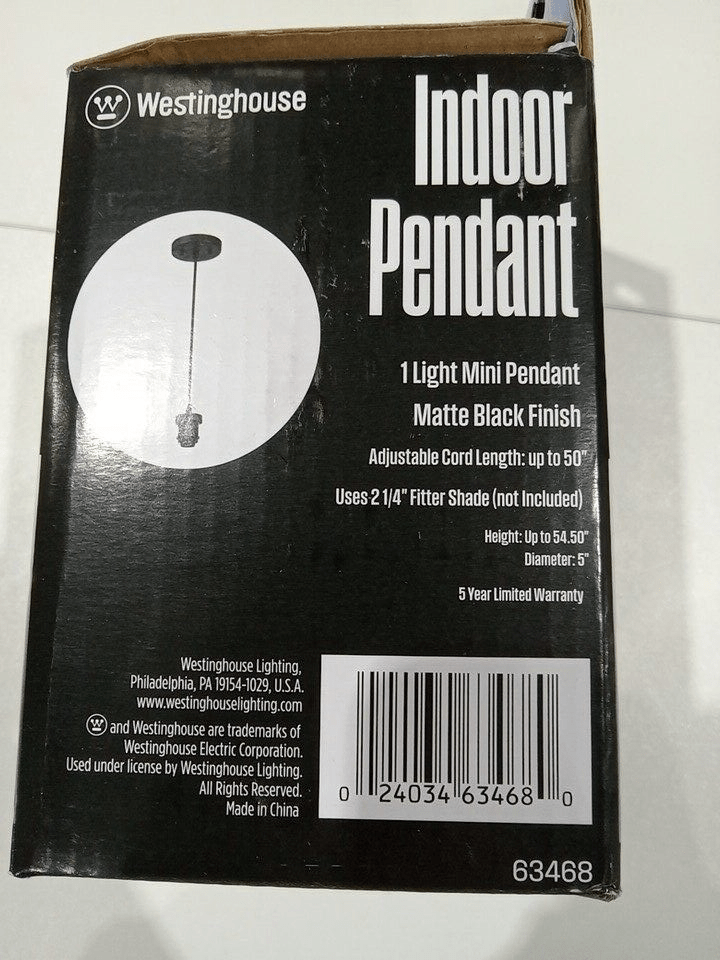 Westinghouse
Indoor
Pendant
1 Light Mini Pendant
Matte Black Finish
Adjustable Cord Length: up to 50"
Uses 2 1/4" Fitter Shade (not Included)
Height: Up to 54.50"
Diameter: 5"
5 Year Limited Warranty
Westinghouse Lighting,
Philadelphia, PA 19154-1029, U.S.A.
www.westinghouselighting.com
and Westinghouse are trademarks of
Westinghouse Electric Corporation.
Used under license by Westinghouse Lighting.
All Rights Reserved.
Made in China
0 24034 63468 0
63468